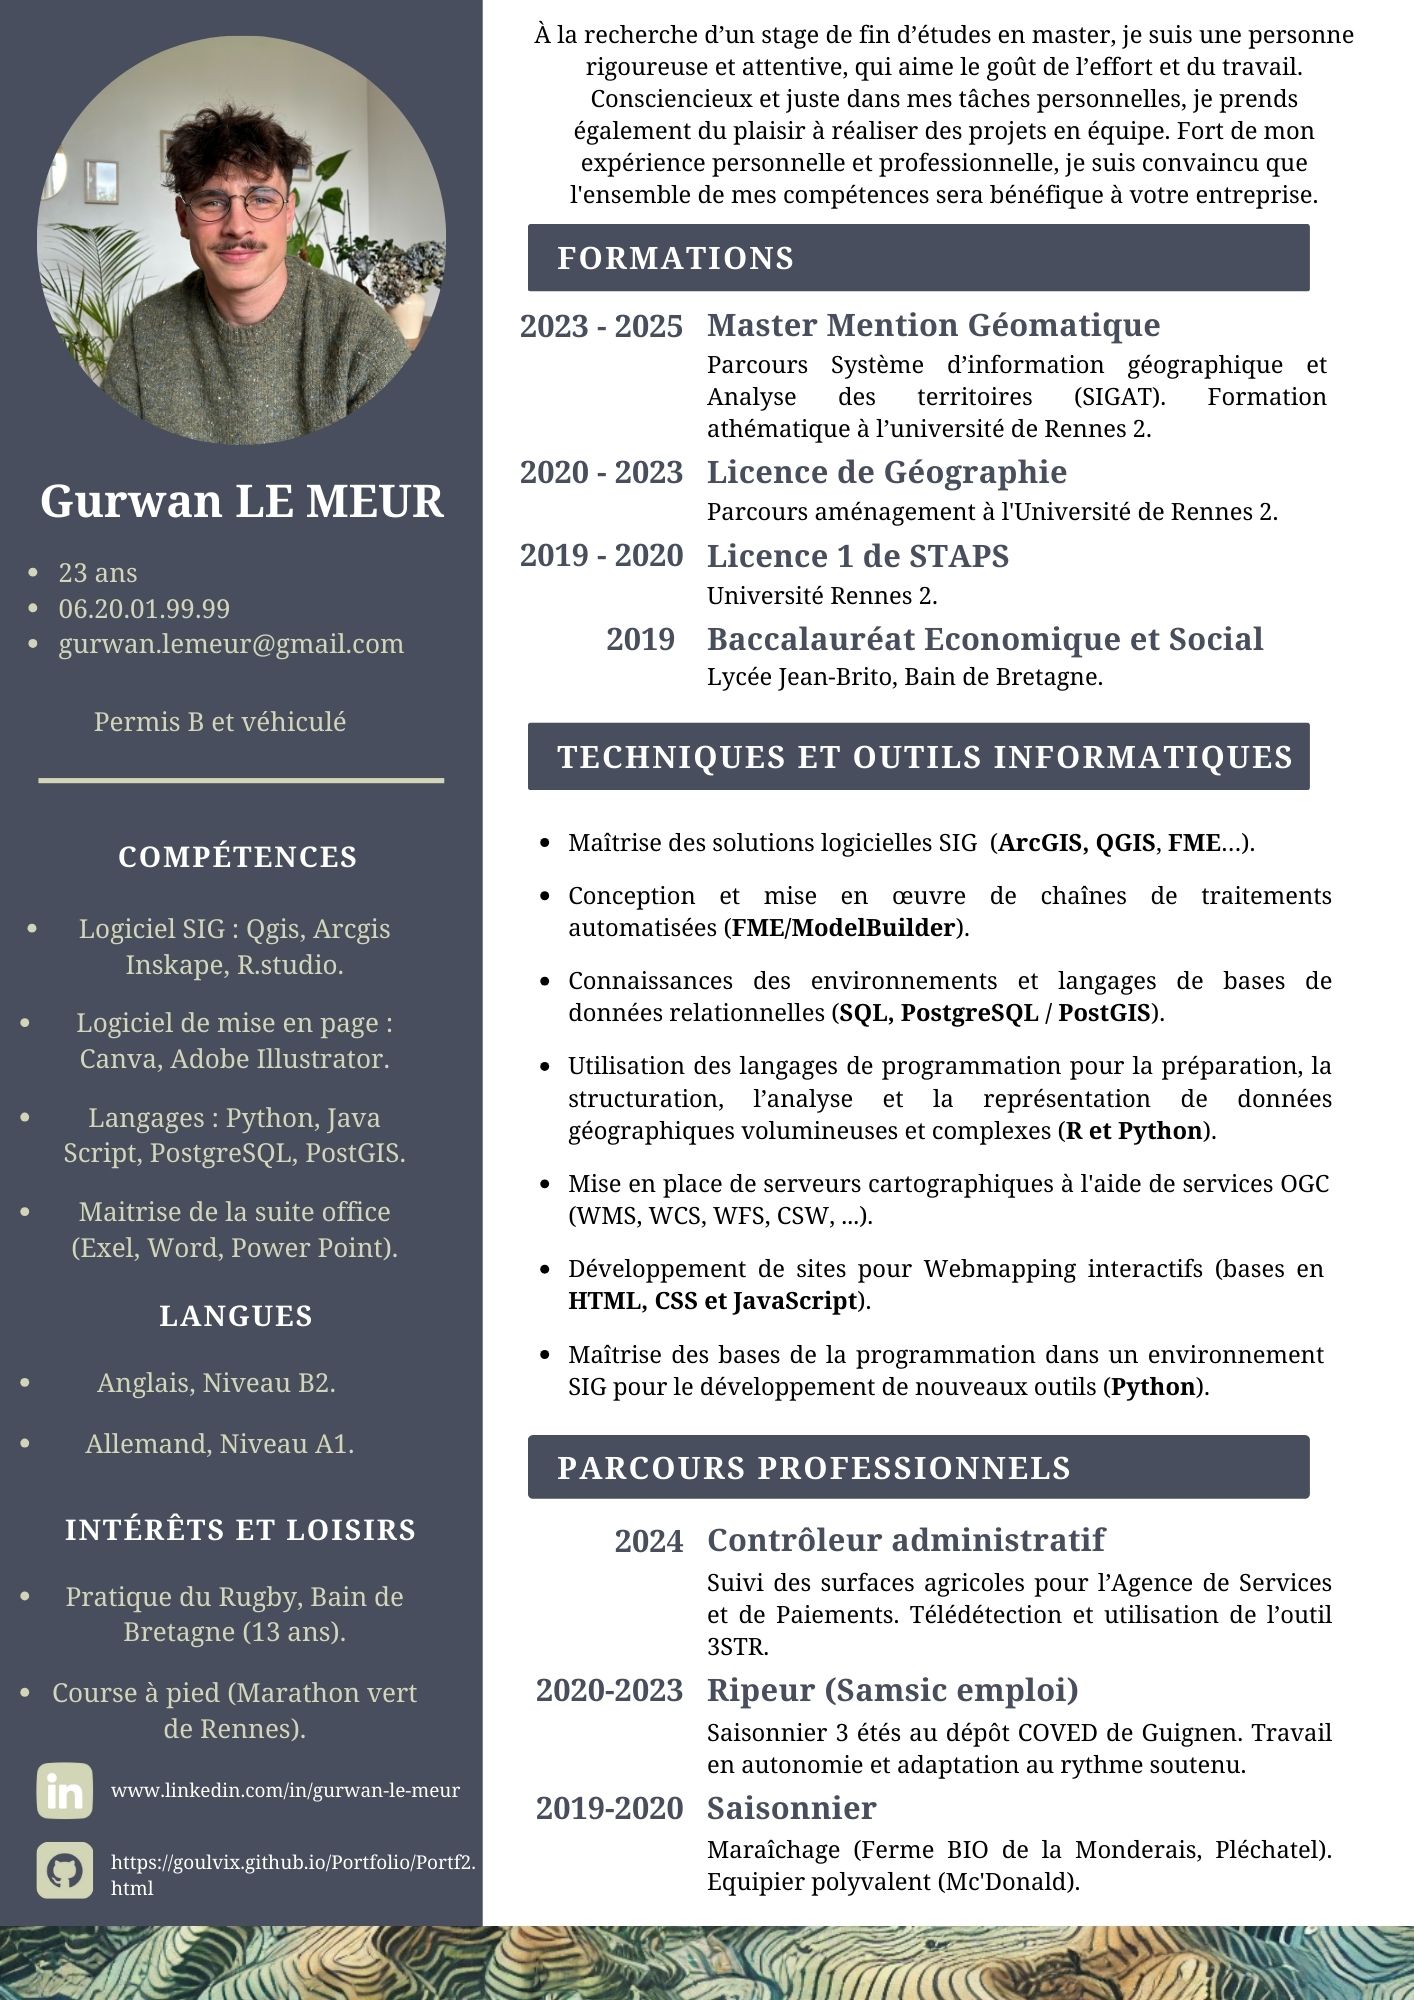 Gurwan LE MEUR
• 23 ans
• 06.20.01.99.99
• gurwan.lemeur@gmail.com
Permis B et véhiculé
COMPÉTENCES
• Logiciel SIG : Qgis, Arcgis
Inskape, R.studio.
• Logiciel de mise en page :
Canva, Adobe Illustrator.
• Langages : Python, Java
Script, PostgreSQL, PostGIS.
• Maitrise de la suite office
(Exel, Word, Power Point).
LANGUES
• Anglais, Niveau B2.
• Allemand, Niveau A1.
INTÉRÊTS ET LOISIRS
• Pratique du Rugby, Bain de
Bretagne (13 ans).
• Course à pied (Marathon vert
de Rennes).
in www.linkedin.com/in/gurwan-le-meur
https://goulvix.github.io/Portfolio/Portf2.
html
À la recherche d’un stage de fin d’études en master, je suis une personne
rigoureuse et attentive, qui aime le goût de l’effort et du travail.
Consciencieux et juste dans mes tâches personnelles, je prends
également du plaisir à réaliser des projets en équipe. Fort de mon
expérience personnelle et professionnelle, je suis convaincu que
l'ensemble de mes compétences sera bénéfique à votre entreprise.
FORMATIONS
2023 - 2025 Master Mention Géomatique
Parcours Système d’information géographique et
Analyse des territoires (SIGAT). Formation
athématique à l’université de Rennes 2.
2020 - 2023 Licence de Géographie
Parcours aménagement à l'Université de Rennes 2.
2019 - 2020 Licence 1 de STAPS
Université Rennes 2.
2019 Baccalauréat Economique et Social
Lycée Jean-Brito, Bain de Bretagne.
TECHNIQUES ET OUTILS INFORMATIQUES
• Maîtrise des solutions logicielles SIG (ArcGIS, QGIS, FME…).
• Conception et mise en œuvre de chaînes de traitements
automatisées (FME/ModelBuilder).
• Connaissances des environnements et langages de bases de
données relationnelles (SQL, PostgreSQL / PostGIS).
• Utilisation des langages de programmation pour la préparation, la
structuration, l’analyse et la représentation de données
géographiques volumineuses et complexes (R et Python).
• Mise en place de serveurs cartographiques à l'aide de services OGC
(WMS, WCS, WFS, CSW, ...).
• Développement de sites pour Webmapping interactifs (bases en
HTML, CSS et JavaScript).
• Maîtrise des bases de la programmation dans un environnement
SIG pour le développement de nouveaux outils (Python).
PARCOURS PROFESSIONNELS
2024 Contrôleur administratif
Suivi des surfaces agricoles pour l’Agence de Services
et de Paiements. Télédétection et utilisation de l’outil
3STR.
2020-2023 Ripeur (Samsic emploi)
Saisonnier 3 étés au dépôt COVED de Guignen. Travail
en autonomie et adaptation au rythme soutenu.
2019-2020 Saisonnier
Maraîchage (Ferme BIO de la Monderais, Pléchatel).
Equipier polyvalent (Mc'Donald).